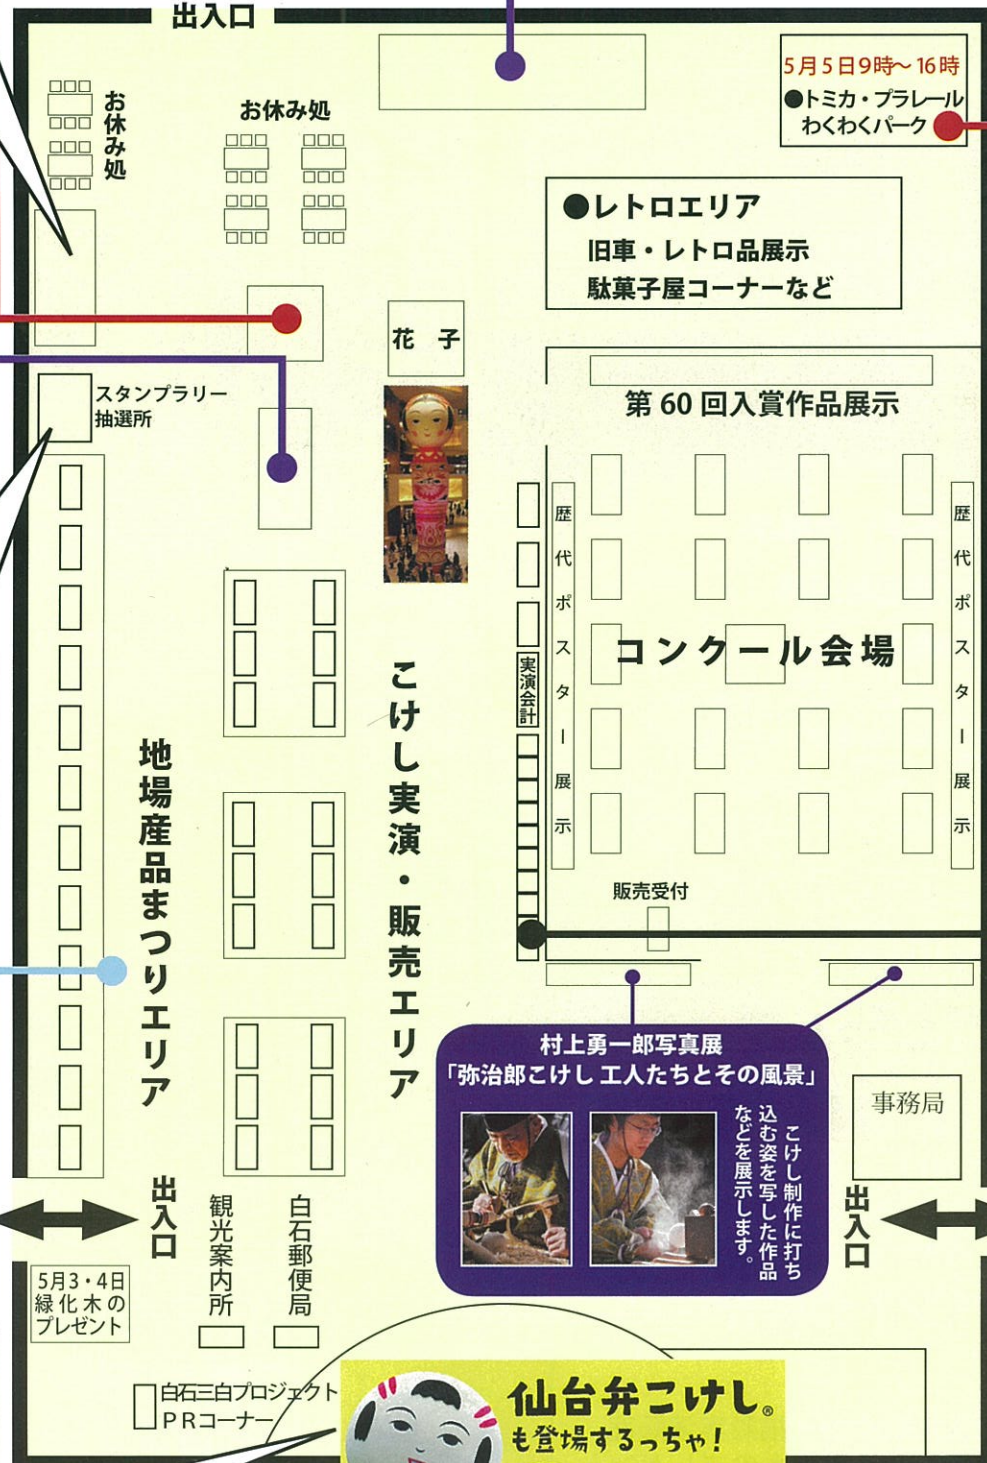 出入口
5月5日9時～16時
●トミカ・プラレール
わくわくパーク
お休み処
お休み処
●レトロエリア
旧車・レトロ品展示
駄菓子屋コーナーなど
花 子
スタンプラリー
抽選所
第60回入賞作品展示
歴代ポスター展示
歴代ポスター展示
コンクール会場
実演会計
こけし実演・販売エリア
地場産品まつりエリア
販売受付
村上勇一郎写真展
「弥治郎こけし 工人たちとその風景」
こけし制作に打ち
込む姿を写した作品
などを展示します。
事務局
出入口
出入口
観光案内所
白石郵便局
5月3・4日
緑化木の
プレゼント
白石三白プロジェクト
PRコーナー
仙台弁こけし®
も登場するっちゃ!